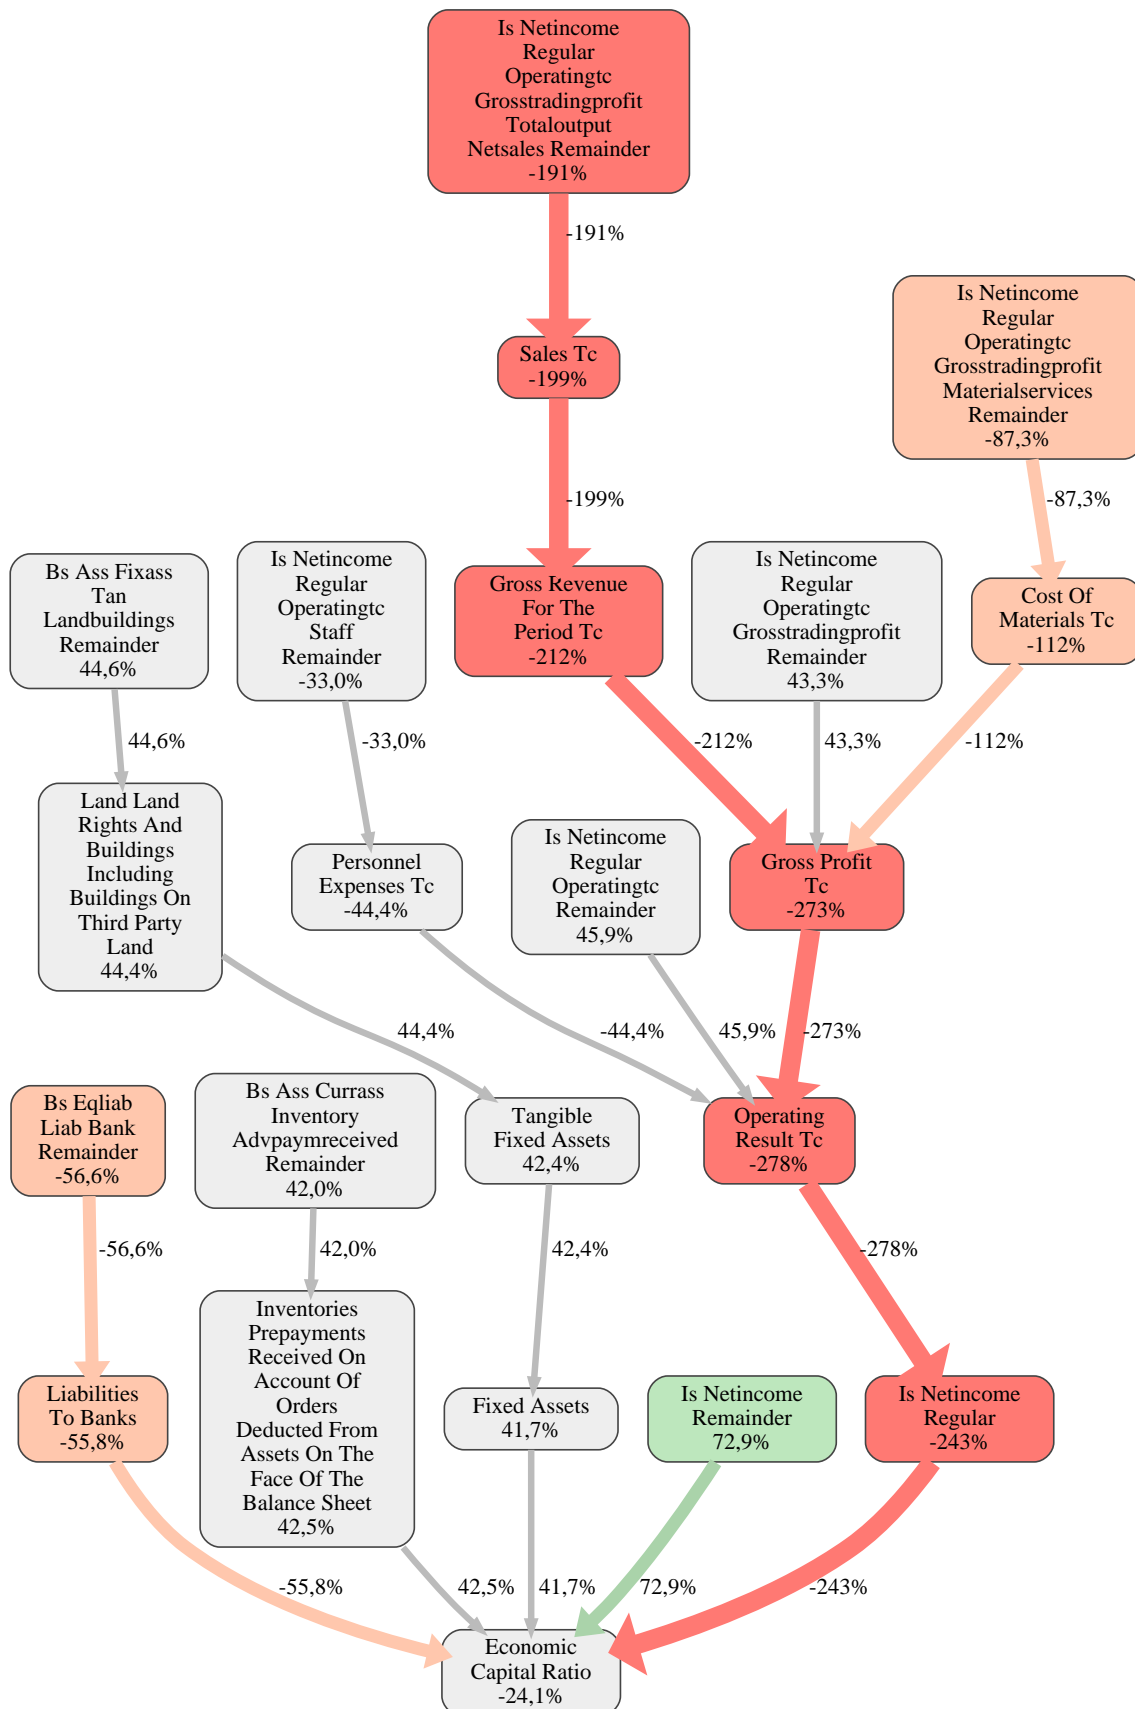 Is Netincome
Regular
Operatingtc
Grosstradingprofit
Totaloutput
Netsales Remainder
-191%
-191%
Sales Tc
-199%
Is Netincome
Regular
Operatingtc
Grosstradingprofit
Materialservices
Remainder
-87,3%
-199%
-87,3%
Bs Ass Fixass
Tan
Landbuildings
Remainder
44,6%
Is Netincome
Regular
Operatingtc
Staff
Remainder
-33,0%
Gross Revenue
For The
Period Tc
-212%
Is Netincome
Regular
Operatingtc
Grosstradingprofit
Remainder
43,3%
Cost Of
Materials Tc
-112%
44,6%
-33,0%
-212%
43,3%
-112%
Land Land
Rights And
Buildings
Including
Buildings On
Third Party
Land
44,4%
Personnel
Expenses Tc
-44,4%
Is Netincome
Regular
Operatingtc
Remainder
45,9%
Gross Profit
Tc
-273%
44,4%
-44,4%
45,9%
-273%
Bs Eqliab
Liab Bank
Remainder
-56,6%
Bs Ass Currass
Inventory
Advpaymreceived
Remainder
42,0%
Tangible
Fixed Assets
42,4%
Operating
Result Tc
-278%
-56,6%
42,0%
42,4%
-278%
Liabilities
To Banks
-55,8%
Inventories
Prepayments
Received On
Account Of
Orders
Deducted From
Assets On The
Face Of The
Balance Sheet
42,5%
Fixed Assets
41,7%
Is Netincome
Remainder
72,9%
Is Netincome
Regular
-243%
-55,8%
42,5%
41,7%
72,9%
-243%
Economic
Capital Ratio
-24,1%